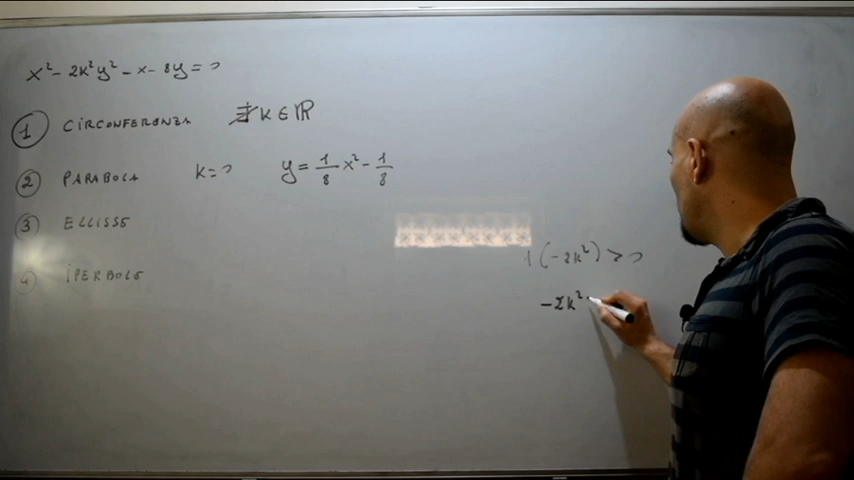 x² - 2k²y² - x - 8y = 0
1 CIRCONFERENZA ∄ k ∈ ℝ
2 PARABOLA k = 0 y = 1/8 x² - 1/8
3 ELLISSE
4 IPERBOLE
1 (-2k²) > 0
-2k²